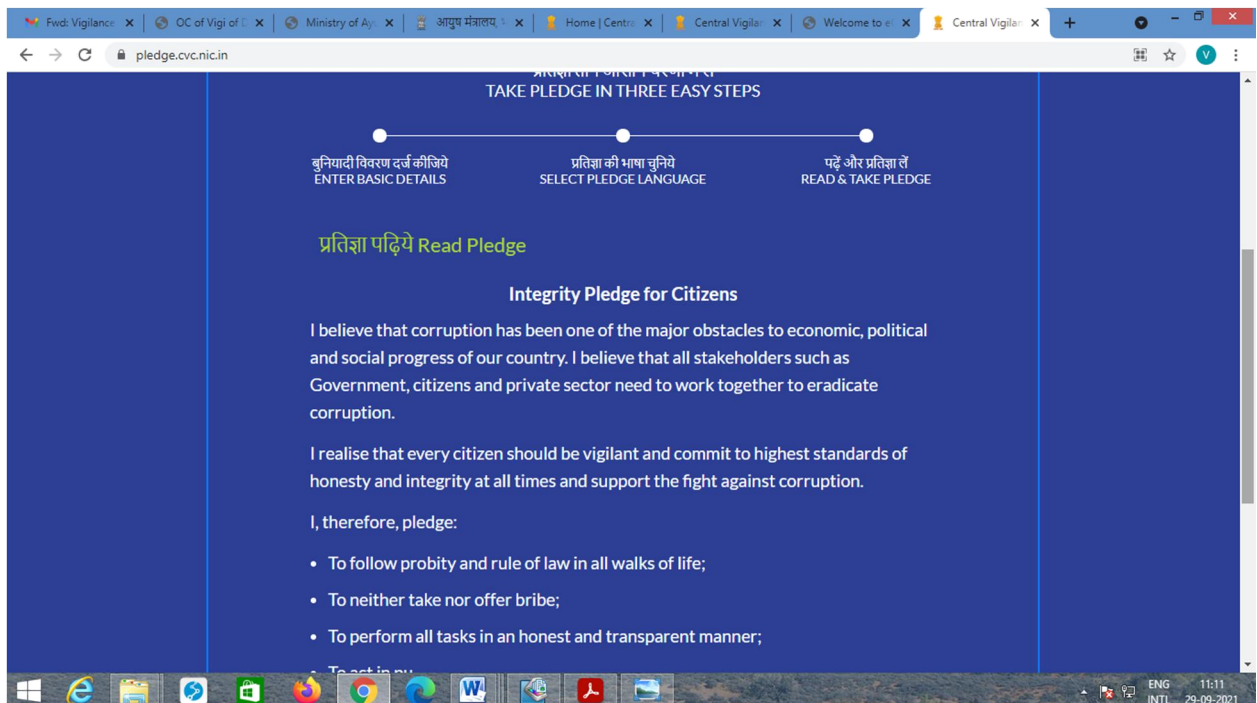 Fwd: Vigilance
OC of Vigi of D
Ministry of Ayu
आयुष मंत्रालय,
Home | Centra
Central Vigilan
Welcome to e
Central Vigilan
pledge.cvc.nic.in
V
TAKE PLEDGE IN THREE EASY STEPS
बुनियादी विवरण दर्ज कीजिये
ENTER BASIC DETAILS
प्रतिज्ञा की भाषा चुनिये
SELECT PLEDGE LANGUAGE
पढ़ें और प्रतिज्ञा लें
READ & TAKE PLEDGE
प्रतिज्ञा पढ़िये Read Pledge
Integrity Pledge for Citizens
I believe that corruption has been one of the major obstacles to economic, political
and social progress of our country. I believe that all stakeholders such as
Government, citizens and private sector need to work together to eradicate
corruption.
I realise that every citizen should be vigilant and commit to highest standards of
honesty and integrity at all times and support the fight against corruption.
I, therefore, pledge:
• To follow probity and rule of law in all walks of life;
• To neither take nor offer bribe;
• To perform all tasks in an honest and transparent manner;
• To act in pu
ENG 11:11
INTL 29-09-2021